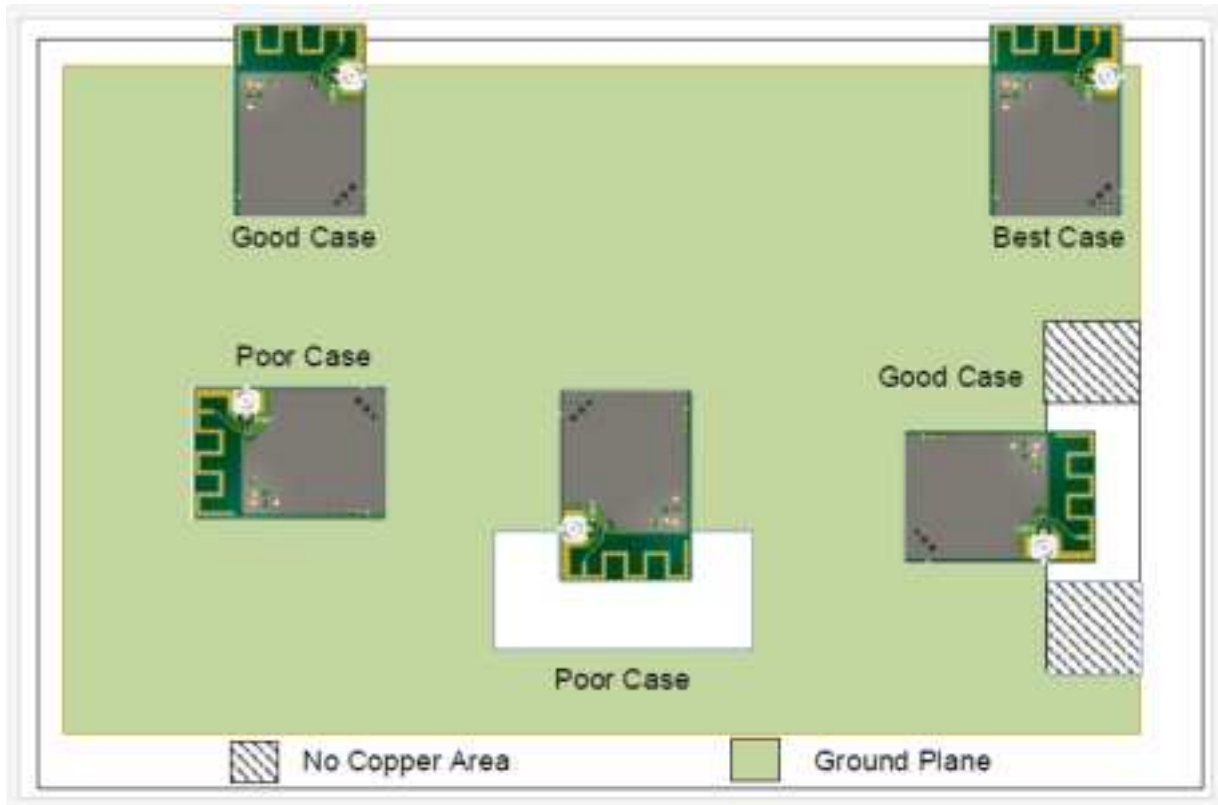 Good Case
Best Case
Poor Case
Good Case
Poor Case
No Copper Area
Ground Plane